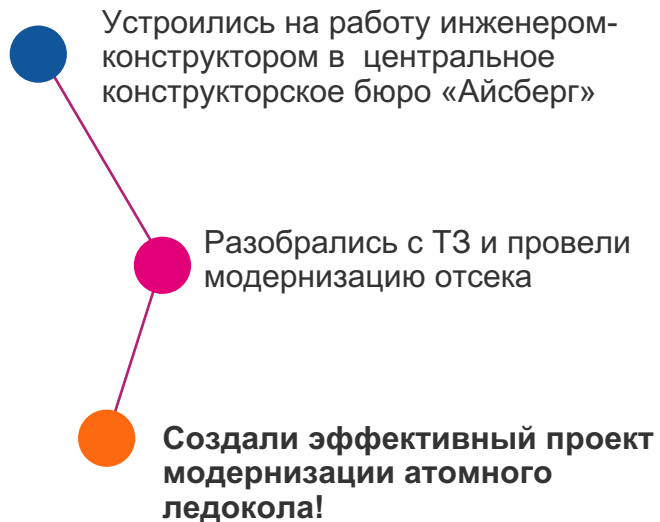 Устроились на работу инженером-
конструктором в  центральное
конструкторское бюро «Айсберг»
Разобрались с ТЗ и провели
модернизацию отсека
Создали эффективный проект
модернизации атомного
ледокола!